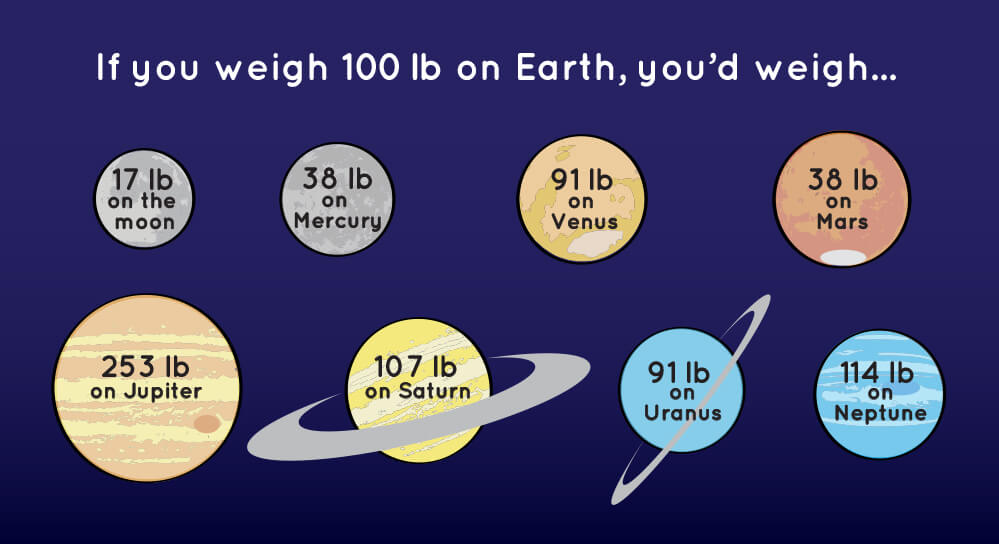 If you weigh 100 lb on Earth, you'd weigh...
17 lb
on the
moon
38 lb
on
Mercury
91 lb
on
Venus
38 lb
on
Mars
253 lb
on Jupiter
107 lb
on Saturn
91 lb
on
Uranus
114 lb
on
Neptune